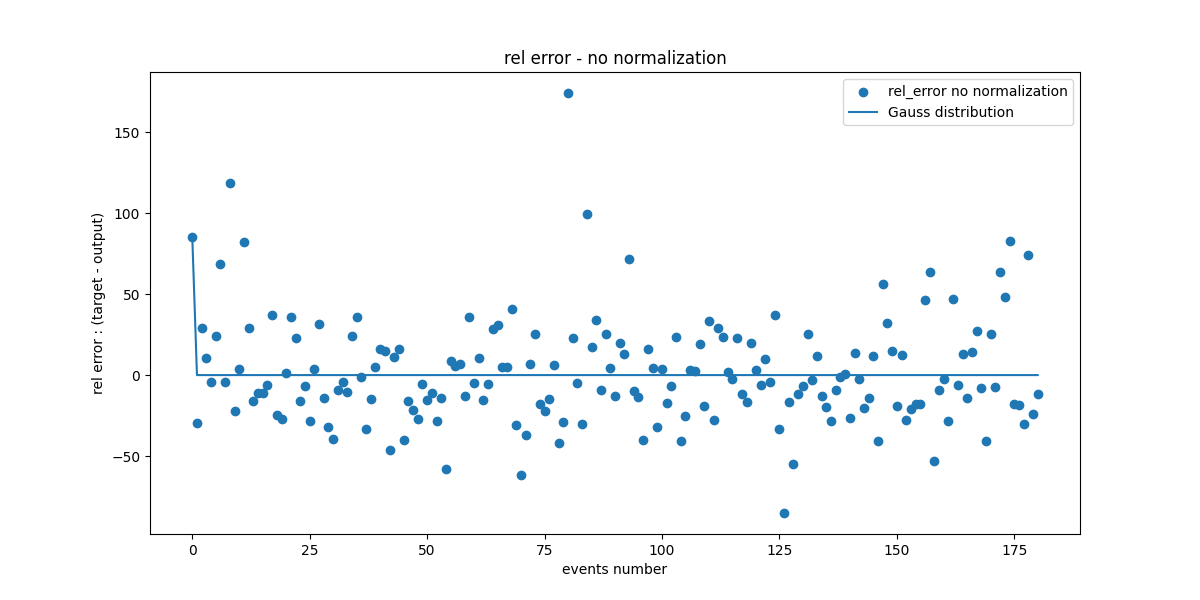 rel error - no normalization
rel_error no normalization
Gauss distribution
rel error : (target - output)
150
100
50
0
−50
0
25
50
75
100
125
150
175
events number